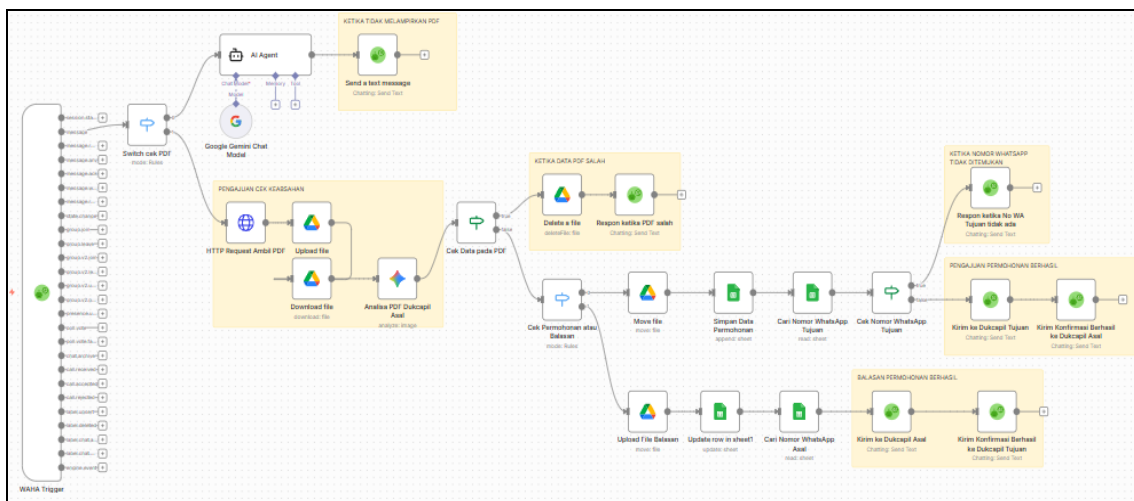 KETIKA TIDAK MELAMPIRKAN PDF
AI Agent
Chat Model*
Memory
Tool
Model
Send a text message
Chatting: Send Text
Google Gemini Chat
Model
Switch cek PDF
mode: Rules
PENGAJUAN CEK KEABSAHAN
HTTP Request Ambil PDF
Upload file
Download file
download: file
Analisa PDF Dukcapil
Asal
analyze: image
Cek Data pada PDF
true
false
KETIKA DATA PDF SALAH
Delete a file
deleteFile: file
Respon ketika PDF salah
Chatting: Send Text
KETIKA NOMOR WHATSAPP
TIDAK DITEMUKAN
Respon ketika No WA
Tujuan tidak ada
Chatting: Send Text
Cek Permohonan atau
Balasan
mode: Rules
Move file
move: file
Simpan Data
Permohonan
append: sheet
Cari Nomor WhatsApp
Tujuan
read: sheet
Cek Nomor WhatsApp
Tujuan
true
false
PENGAJUAN PERMOHONAN BERHASIL
Kirim ke Dukcapil Tujuan
Chatting: Send Text
Kirim Konfirmasi Berhasil
ke Dukcapil Asal
Chatting: Send Text
BALASAN PERMOHONAN BERHASIL
Upload File Balasan
move: file
Update row in sheet1
update: sheet
Cari Nomor WhatsApp
Asal
read: sheet
Kirim ke Dukcapil Asal
Chatting: Send Text
Kirim Konfirmasi Berhasil
ke Dukcapil Tujuan
Chatting: Send Text
WAHA Trigger